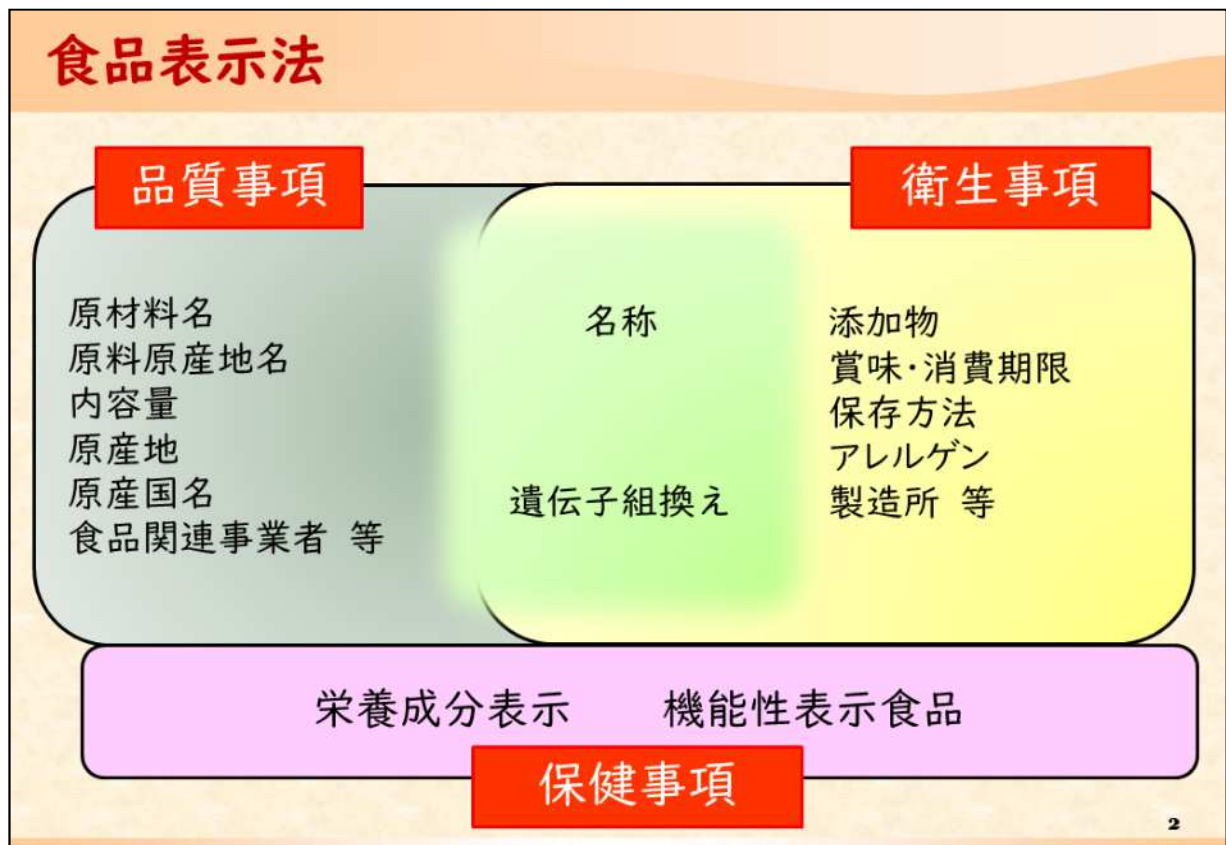 食品表示法
品質事項
衛生事項
原材料名
原料原産地名
内容量
原産地
原産国名
食品関連事業者 等
名称
遺伝子組換え
添加物
賞味・消費期限
保存方法
アレルゲン
製造所 等
栄養成分表示 機能性表示食品
保健事項
2